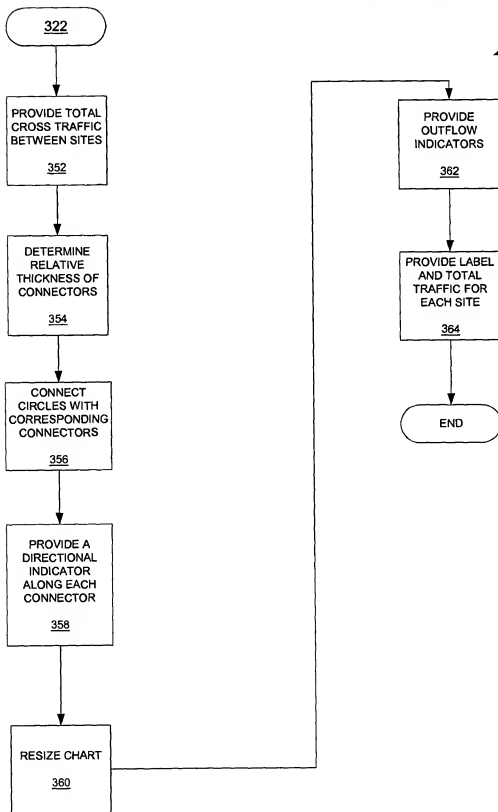 322
PROVIDE TOTAL
CROSS TRAFFIC
BETWEEN SITES
352
DETERMINE
RELATIVE
THICKNESS OF
CONNECTORS
354
CONNECT
CIRCLES WITH
CORRESPONDING
CONNECTORS
356
PROVIDE A
DIRECTIONAL
INDICATOR
ALONG EACH
CONNECTOR
358
RESIZE CHART
360
PROVIDE
OUTFLOW
INDICATORS
362
PROVIDE LABEL
AND TOTAL
TRAFFIC FOR
EACH SITE
364
END